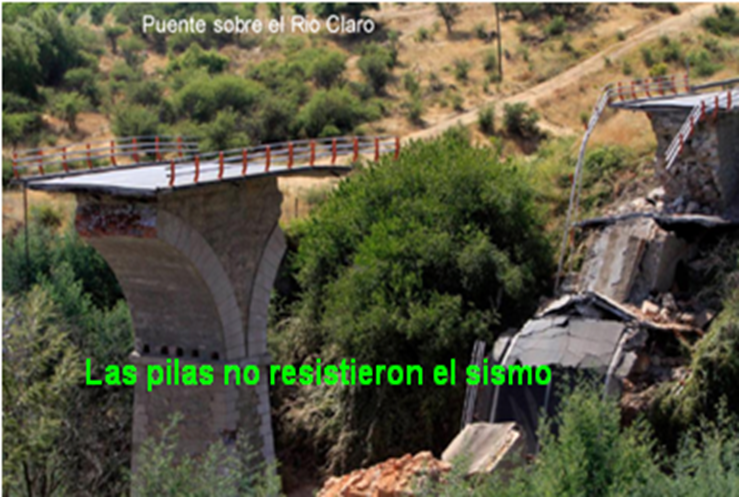 Puente sobre el Rio Claro
Las pilas no resistieron el sismo